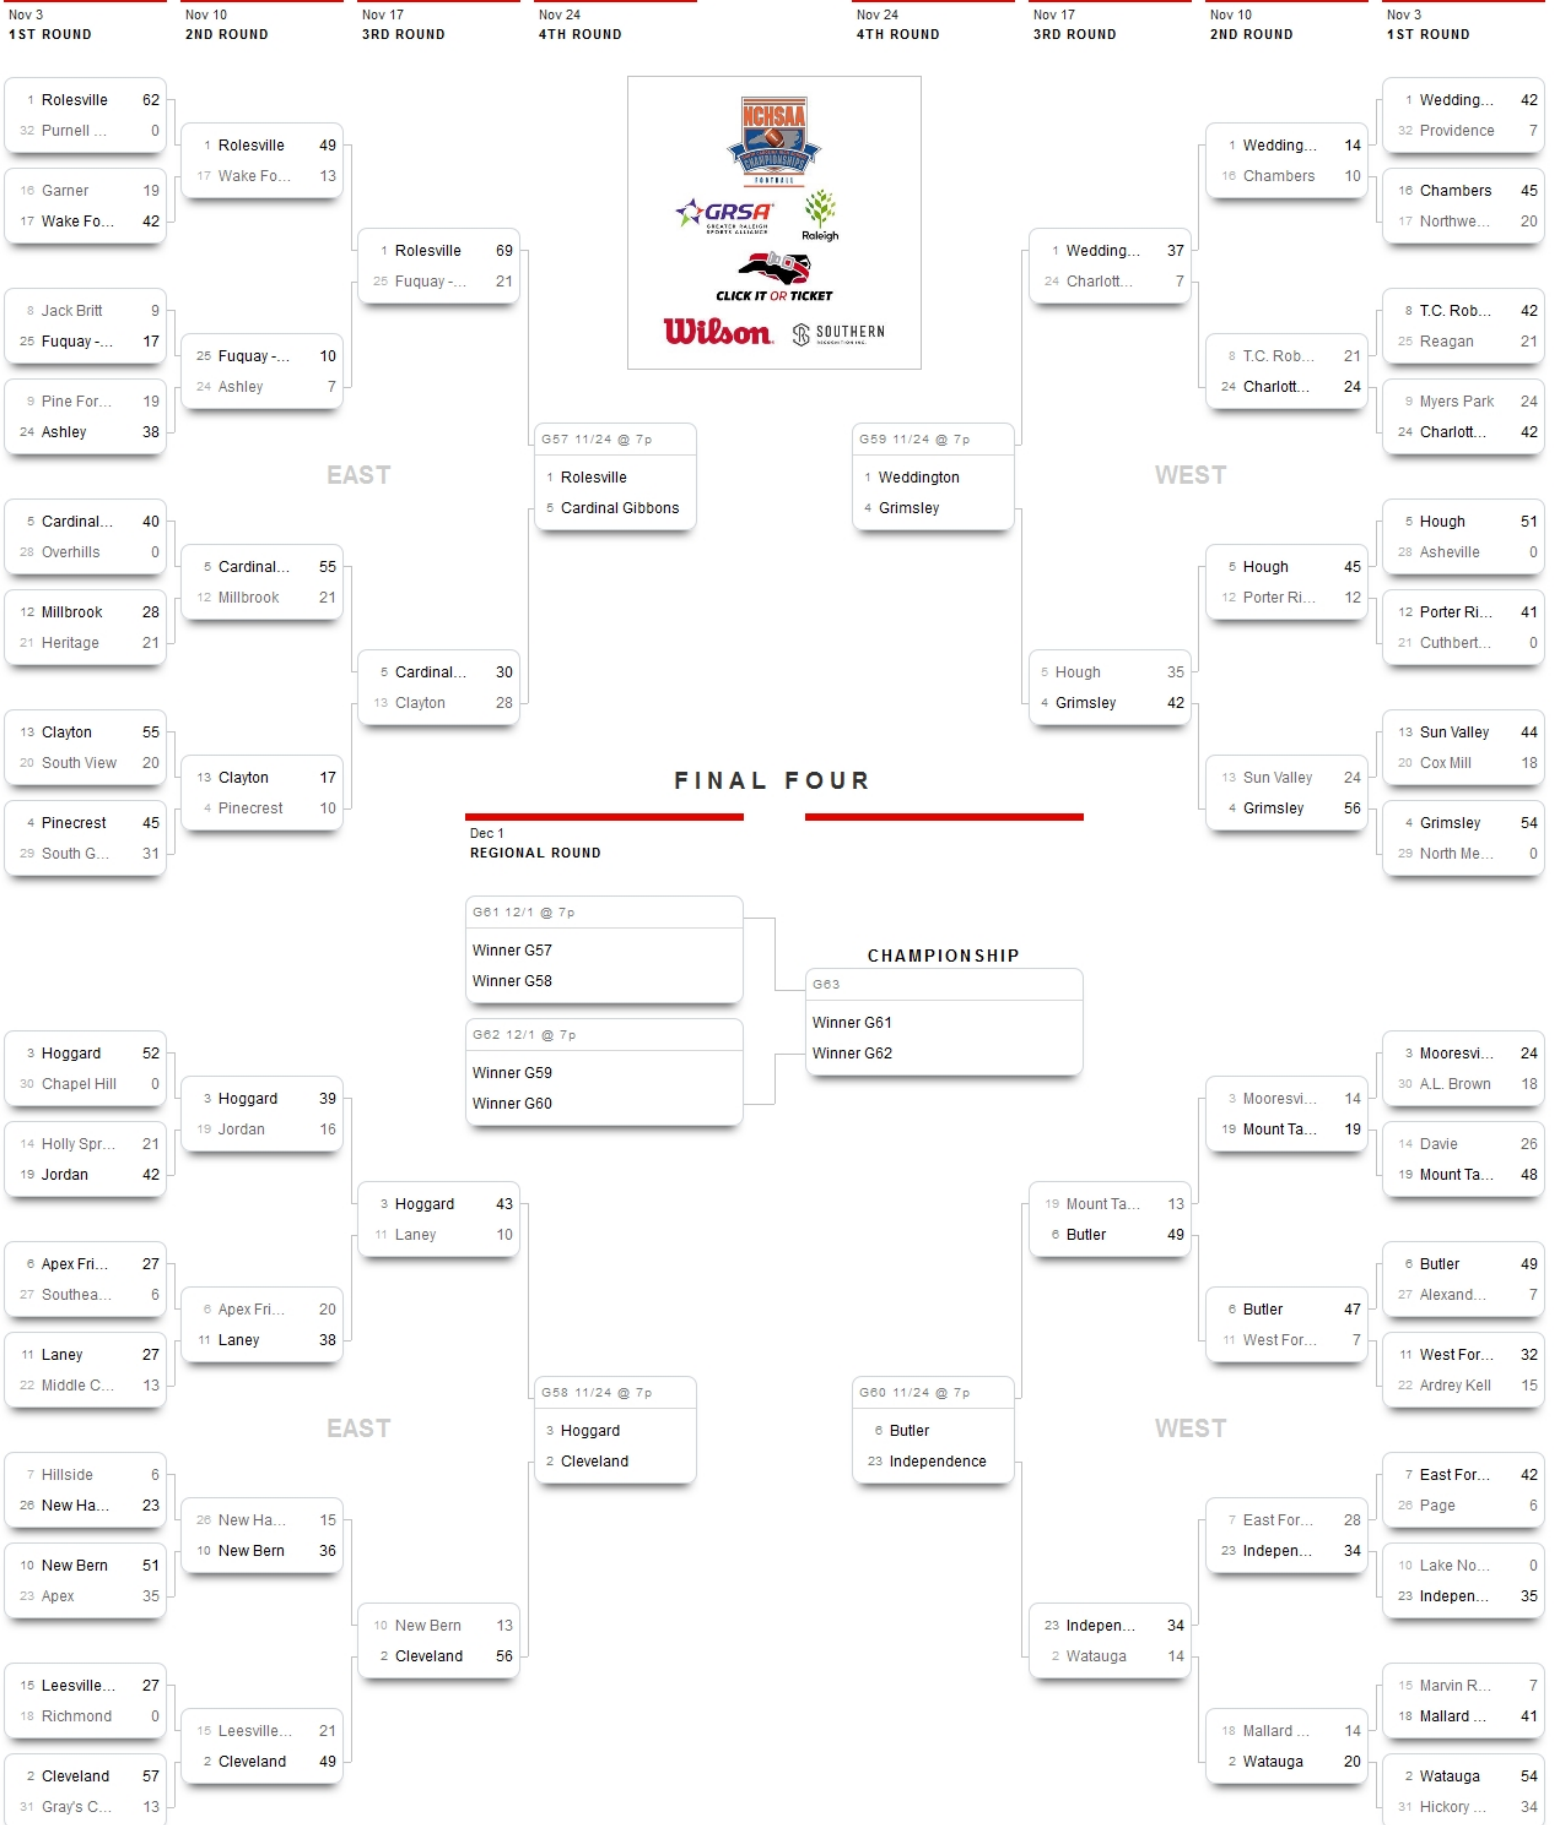 Nov 3
1ST ROUND
Nov 10
2ND ROUND
Nov 17
3RD ROUND
Nov 24
4TH ROUND
Nov 24
4TH ROUND
Nov 17
3RD ROUND
Nov 10
2ND ROUND
Nov 3
1ST ROUND
1 Rolesville 62
32 Purnell ... 0
16 Garner 19
17 Wake Fo... 42
8 Jack Britt 9
25 Fuquay -... 17
9 Pine For... 19
24 Ashley 38
EAST
5 Cardinal... 40
28 Overhills 0
12 Millbrook 28
21 Heritage 21
13 Clayton 55
20 South View 20
4 Pinecrest 45
29 South G... 31
1 Rolesville 49
17 Wake Fo... 13
25 Fuquay -... 10
24 Ashley 7
5 Cardinal... 55
12 Millbrook 21
13 Clayton 17
4 Pinecrest 10
1 Rolesville 69
25 Fuquay -... 21
5 Cardinal... 30
13 Clayton 28
G57 11/24 @ 7p
1 Rolesville
5 Cardinal Gibbons
NCHSAA
CHAMPIONSHIPS
FOOTBALL
GRSA
GREATER RALEIGH
SPORTS ALLIANCE
Raleigh
CLICK IT OR TICKET
Wilson
SOUTHERN
RECOGNITION INC.
G59 11/24 @ 7p
1 Weddington
4 Grimsley
1 Wedding... 37
24 Charlott... 7
5 Hough 35
4 Grimsley 42
WEST
1 Wedding... 14
16 Chambers 10
8 T.C. Rob... 21
24 Charlott... 24
5 Hough 45
12 Porter Ri... 12
13 Sun Valley 24
4 Grimsley 56
1 Wedding... 42
32 Providence 7
16 Chambers 45
17 Northwe... 20
8 T.C. Rob... 42
25 Reagan 21
9 Myers Park 24
24 Charlott... 42
5 Hough 51
28 Asheville 0
12 Porter Ri... 41
21 Cuthbert... 0
13 Sun Valley 44
20 Cox Mill 18
4 Grimsley 54
29 North Me... 0
FINAL FOUR
Dec 1
REGIONAL ROUND
G61 12/1 @ 7p
Winner G57
Winner G58
G62 12/1 @ 7p
Winner G59
Winner G60
CHAMPIONSHIP
G63
Winner G61
Winner G62
3 Hoggard 52
30 Chapel Hill 0
14 Holly Spr... 21
19 Jordan 42
6 Apex Fri... 27
27 Southea... 6
11 Laney 27
22 Middle C... 13
EAST
7 Hillside 6
26 New Ha... 23
10 New Bern 51
23 Apex 35
15 Leesville... 27
18 Richmond 0
2 Cleveland 57
31 Gray's C... 13
3 Hoggard 39
19 Jordan 16
6 Apex Fri... 20
11 Laney 38
26 New Ha... 15
10 New Bern 36
15 Leesville... 21
2 Cleveland 49
3 Hoggard 43
11 Laney 10
10 New Bern 13
2 Cleveland 56
G58 11/24 @ 7p
3 Hoggard
2 Cleveland
G60 11/24 @ 7p
6 Butler
23 Independence
19 Mount Ta... 13
6 Butler 49
23 Indepen... 34
2 Watauga 14
WEST
3 Mooresvi... 14
19 Mount Ta... 19
6 Butler 47
11 West For... 7
7 East For... 28
23 Indepen... 34
18 Mallard ... 14
2 Watauga 20
3 Mooresvi... 24
30 A.L. Brown 18
14 Davie 26
19 Mount Ta... 48
6 Butler 49
27 Alexand... 7
11 West For... 32
22 Ardrey Kell 15
7 East For... 42
26 Page 6
10 Lake No... 0
23 Indepen... 35
15 Marvin R... 7
18 Mallard ... 41
2 Watauga 54
31 Hickory ... 34